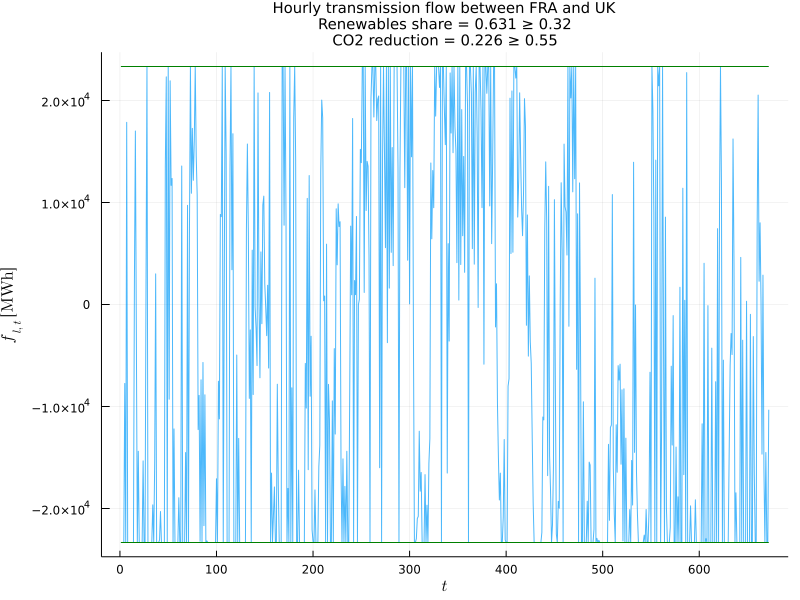 Hourly transmission flow between FRA and UK
Renewables share = 0.631 ≥ 0.32
CO2 reduction = 0.226 ≥ 0.55
2.0×10⁴
1.0×10⁴
0
−1.0×10⁴
−2.0×10⁴
f_{l,t} [MWh]
0 100 200 300 400 500 600
t